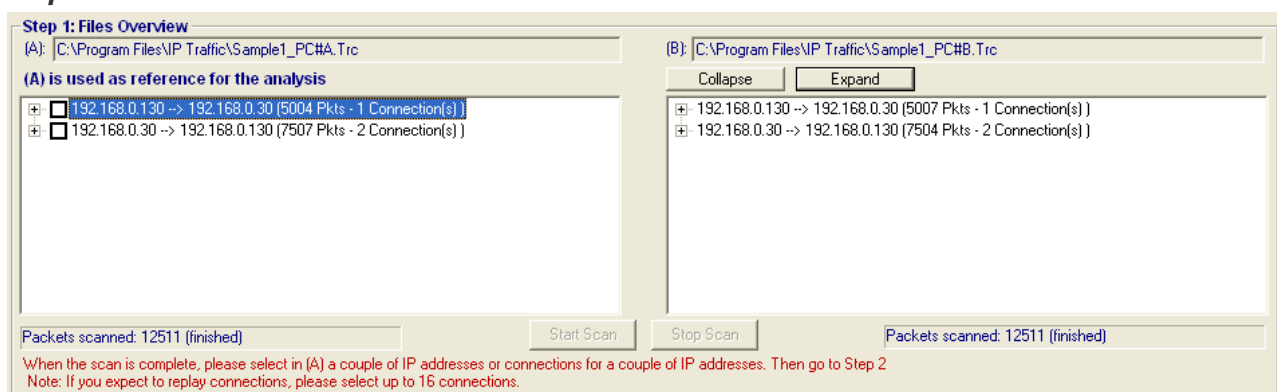 Step 1: Files Overview
(A): C:\Program Files\IP Traffic\Sample1_PC#A.Trc
(B): C:\Program Files\IP Traffic\Sample1_PC#B.Trc
(A) is used as reference for the analysis
Collapse
Expand
192.168.0.130 --> 192.168.0.30 (5004 Pkts - 1 Connection(s) )
192.168.0.30 --> 192.168.0.130 (7507 Pkts - 2 Connection(s) )
192.168.0.130 --> 192.168.0.30 (5007 Pkts - 1 Connection(s) )
192.168.0.30 --> 192.168.0.130 (7504 Pkts - 2 Connection(s) )
Packets scanned: 12511 (finished)
Start Scan
Stop Scan
Packets scanned: 12511 (finished)
When the scan is complete, please select in (A) a couple of IP addresses or connections for a couple of IP addresses. Then go to Step 2
Note: If you expect to replay connections, please select up to 16 connections.